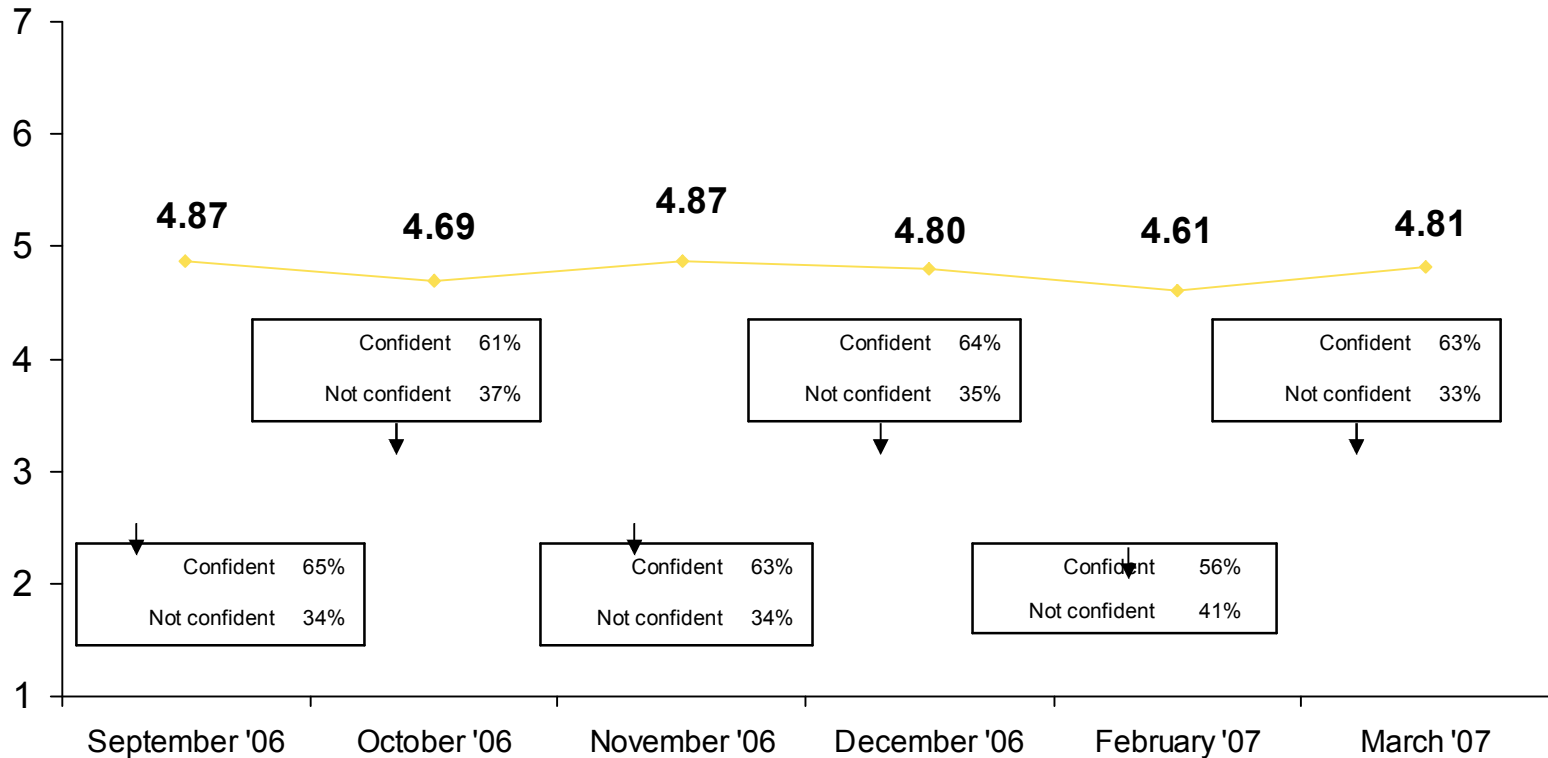 7
6
5
4
3
2
1
4.87
4.69
4.87
4.80
4.61
4.81
Confident 61%
Not confident 37%
Confident 64%
Not confident 35%
Confident 63%
Not confident 33%
Confident 65%
Not confident 34%
Confident 63%
Not confident 34%
Confident 56%
Not confident 41%
September '06 October '06 November '06 December '06 February '07 March '07